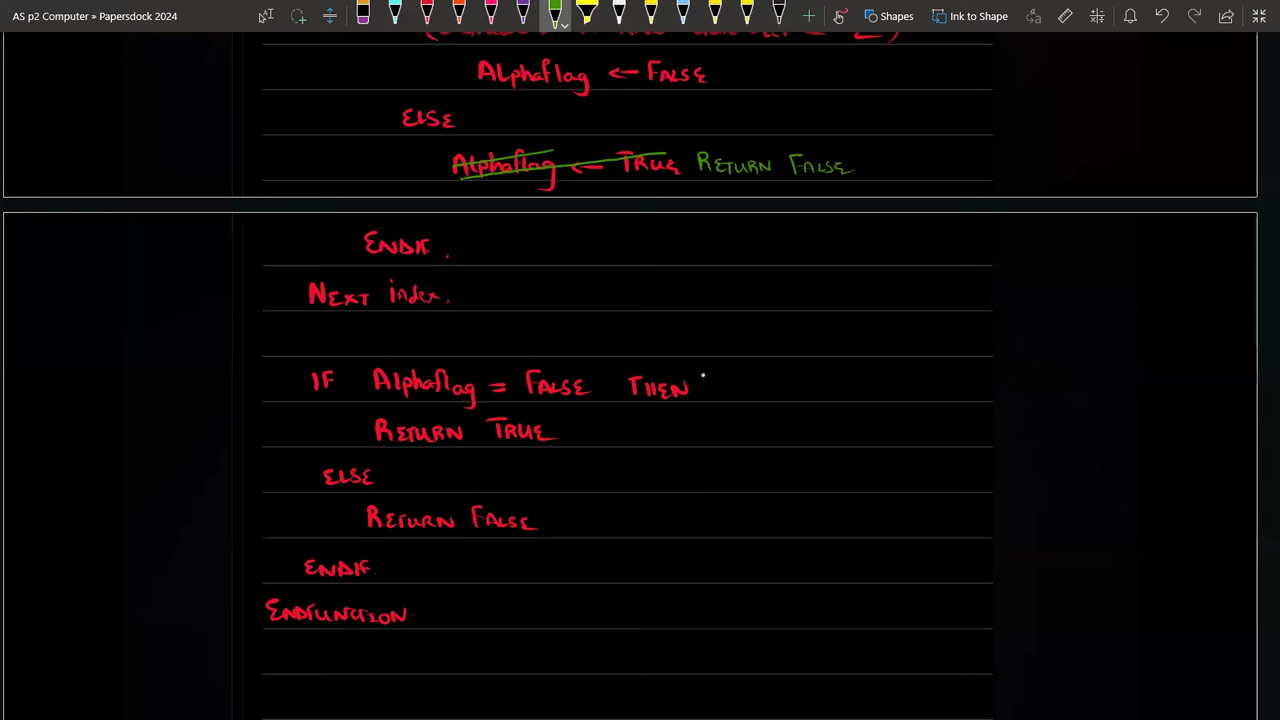 AS p2 Computer » Papersdock 2024
Shapes
Ink to Shape
Alphaflag ← FALSE
ELSE
Alphaflag ← TRUE RETURN FALSE
ENDIF.
NEXT index.
IF Alphaflag = FALSE THEN
RETURN TRUE
ELSE
RETURN FALSE
ENDIF.
ENDFUNCTION